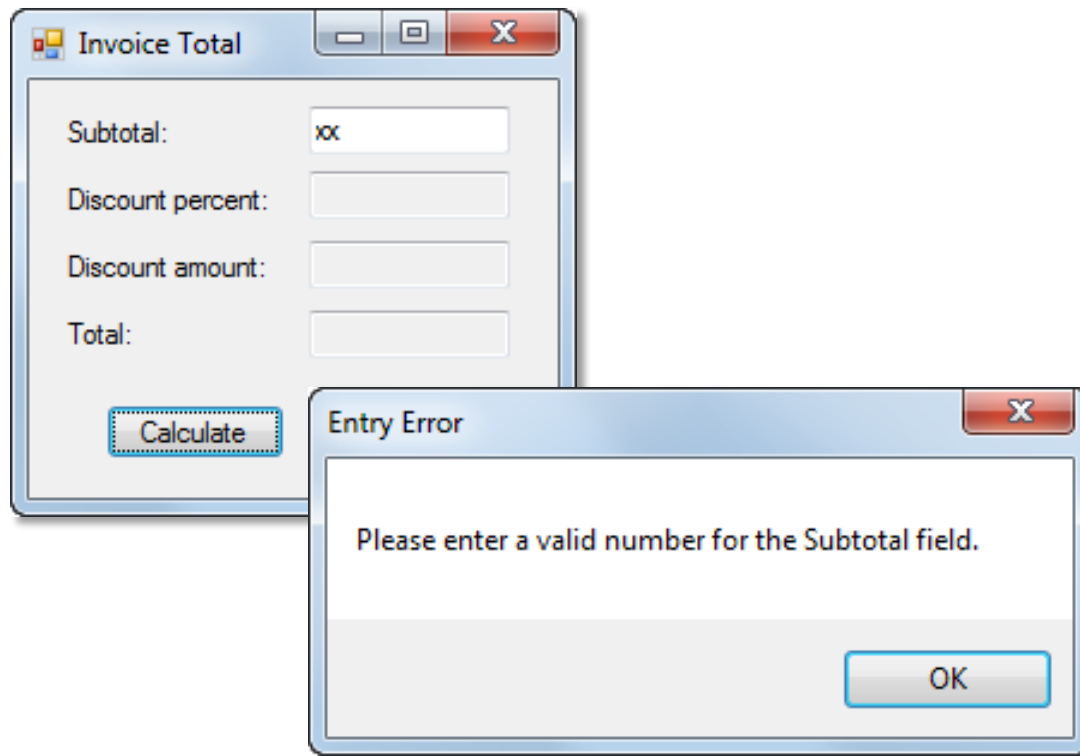 Invoice Total
Subtotal: xx
Discount percent:
Discount amount:
Total:
Calculate
Entry Error
Please enter a valid number for the Subtotal field.
OK